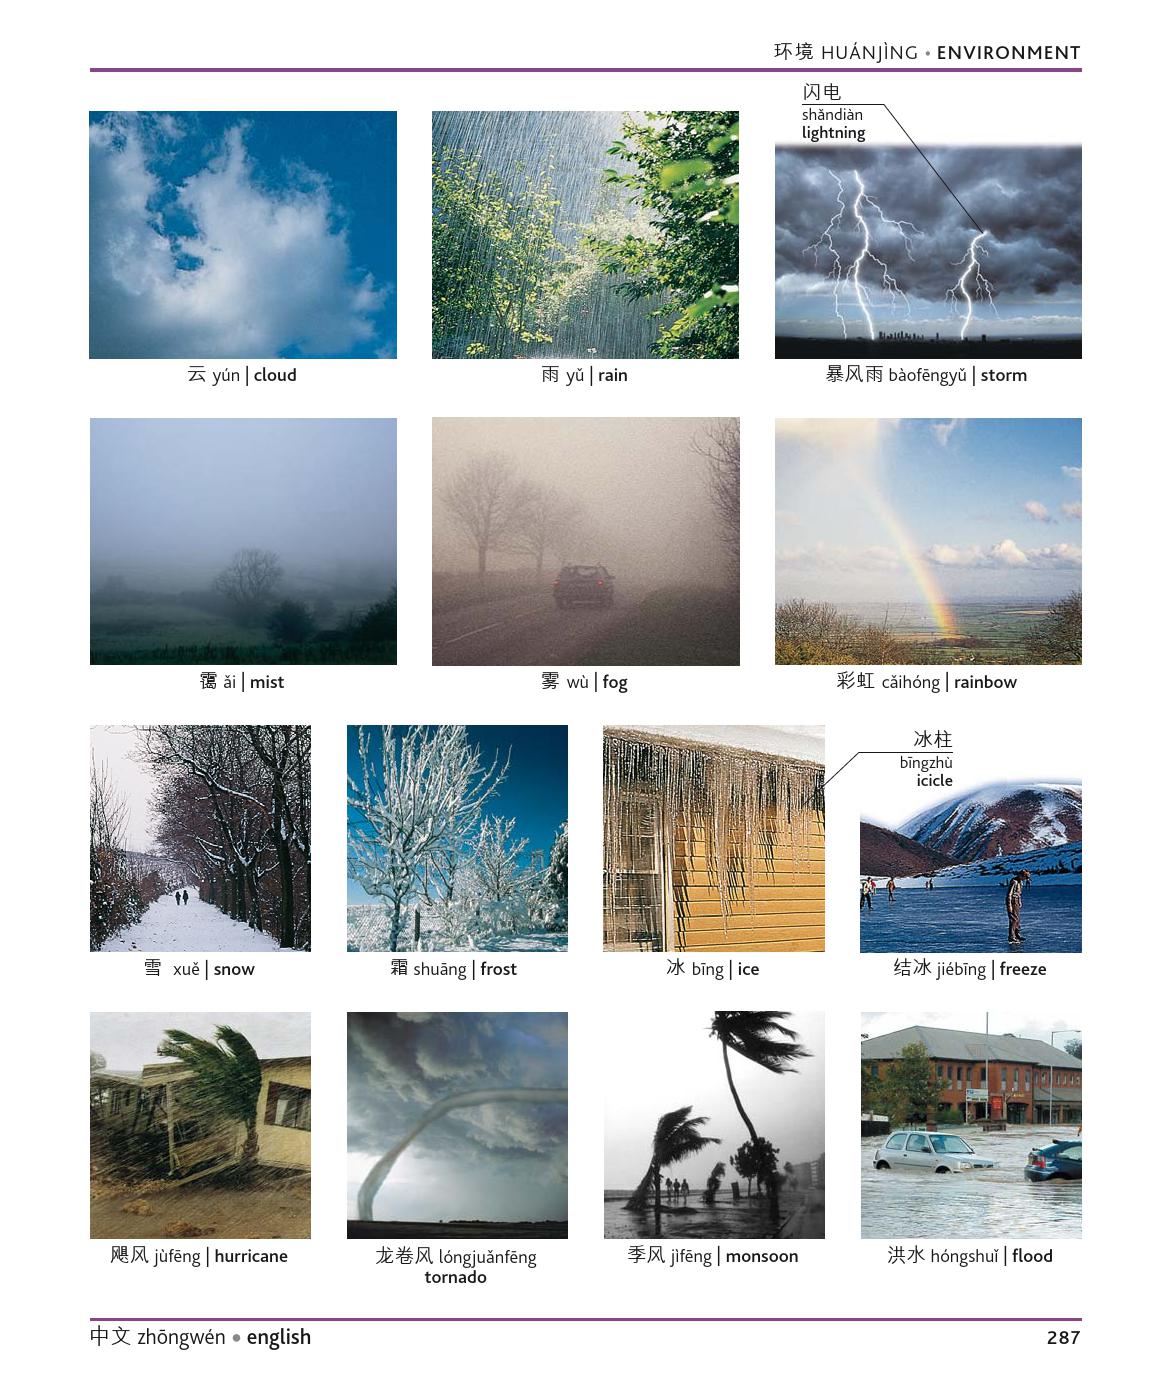 环境 HUÁNJÌNG • ENVIRONMENT
闪电
shǎndiàn
lightning
云 yún | cloud
雨 yǔ | rain
暴风雨 bàofēngyǔ | storm
霭 ǎi | mist
雾 wù | fog
彩虹 cǎihóng | rainbow
冰柱
bīngzhù
icicle
雪 xuě | snow
霜 shuāng | frost
冰 bīng | ice
结冰 jiébīng | freeze
飓风 jùfēng | hurricane
龙卷风 lóngjuǎnfēng
tornado
季风 jìfēng | monsoon
洪水 hóngshuǐ | flood
中文 zhōngwén • english
287